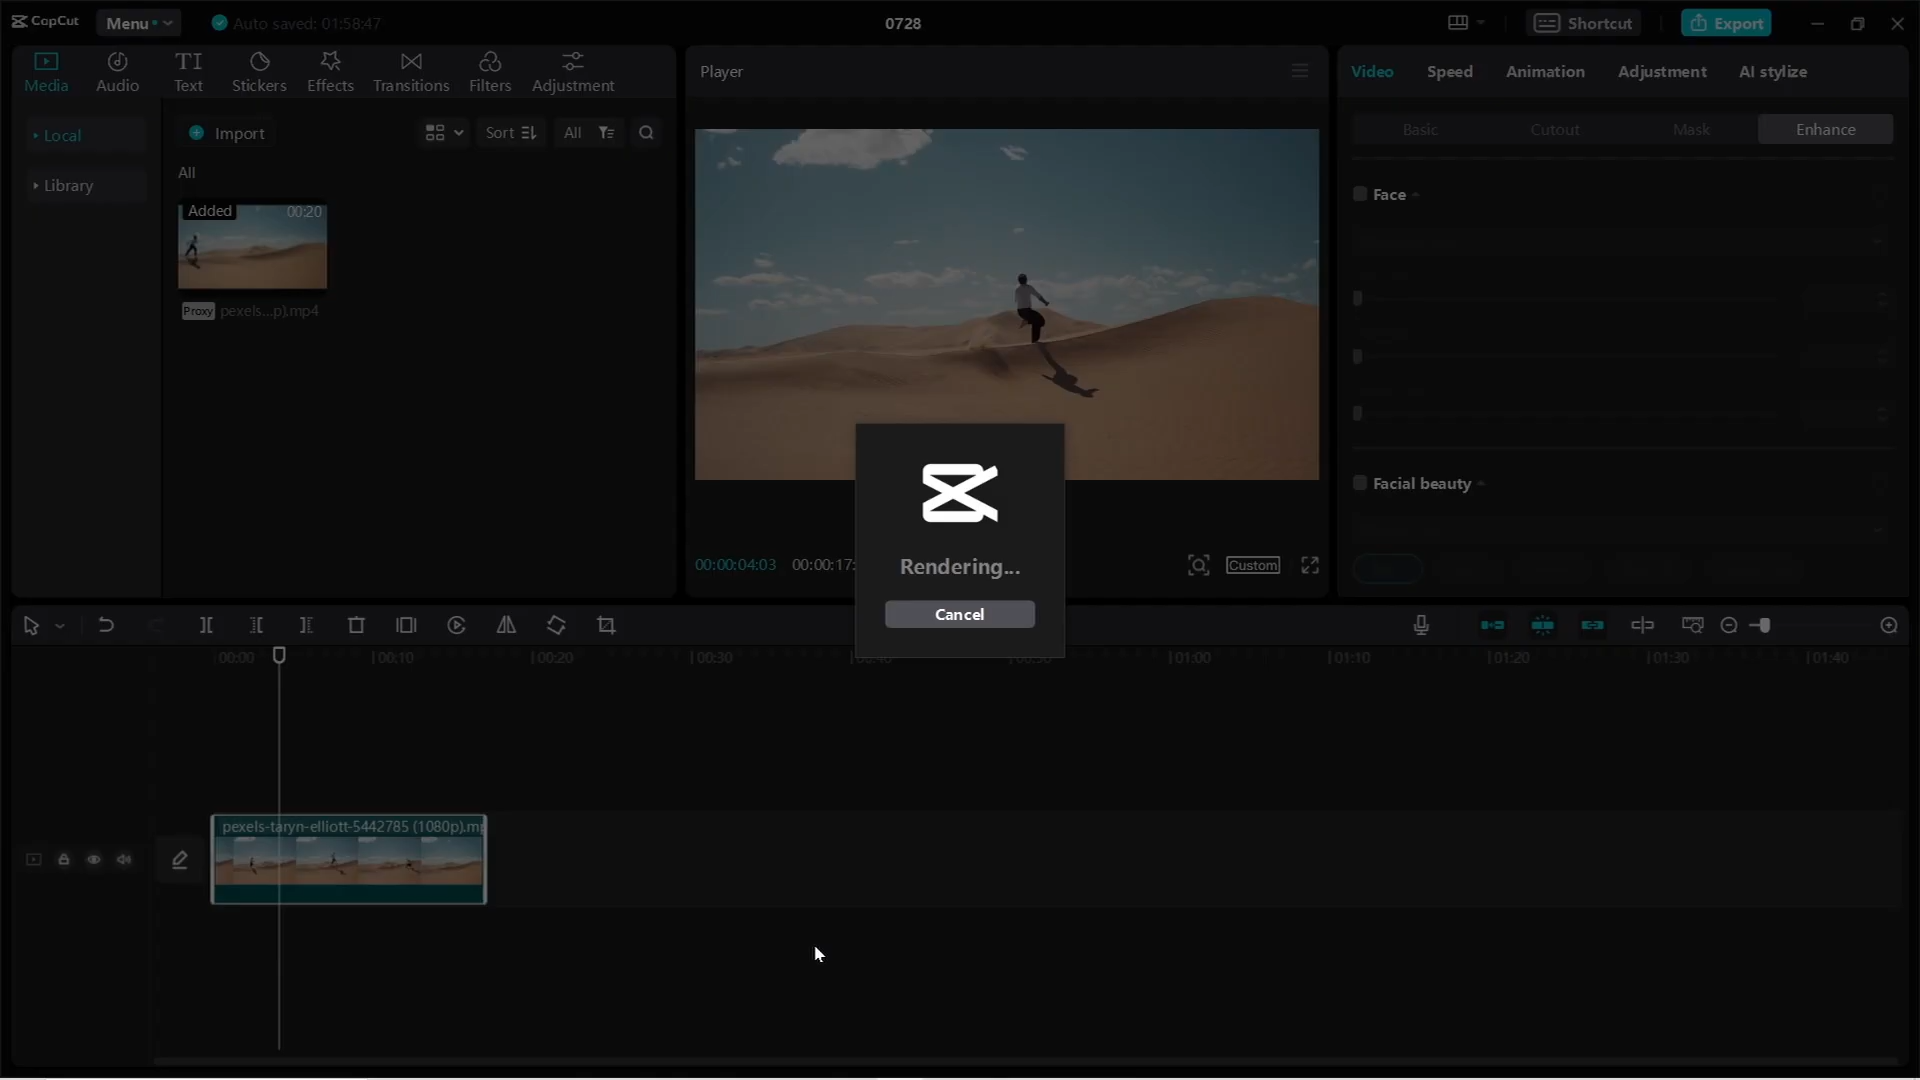 CapCut
Menu
Auto saved: 01:58:47
0728
Shortcut
Export
Media
Audio
Text
Stickers
Effects
Transitions
Filters
Adjustment
Player
Video
Speed
Animation
Adjustment
AI stylize
Local
Library
Import
Sort
All
All
Added
00:20
Proxy
pexels...p).mp4
Basic
Cutout
Mask
Enhance
Face
Facial beauty
00:00:04:03
00:00:17:
Custom
Rendering...
Cancel
00:00
00:10
00:20
00:30
00:40
00:50
01:00
01:10
01:20
01:30
01:40
pexels-taryn-elliott-5442785 (1080p).mp